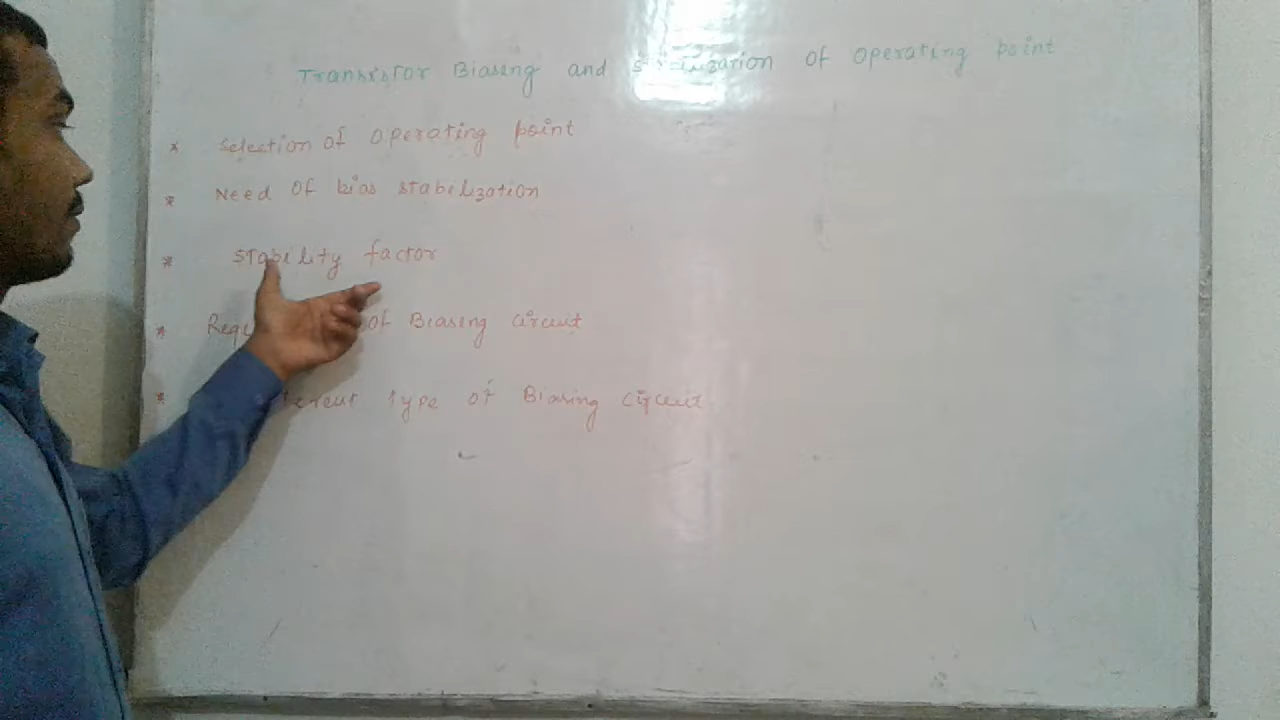 Transistor Biasing and of operating point
* Selection of operating point
* Need of bias stabilization
* Stability factor
* of Biasing circuit
* type of Biasing circuit